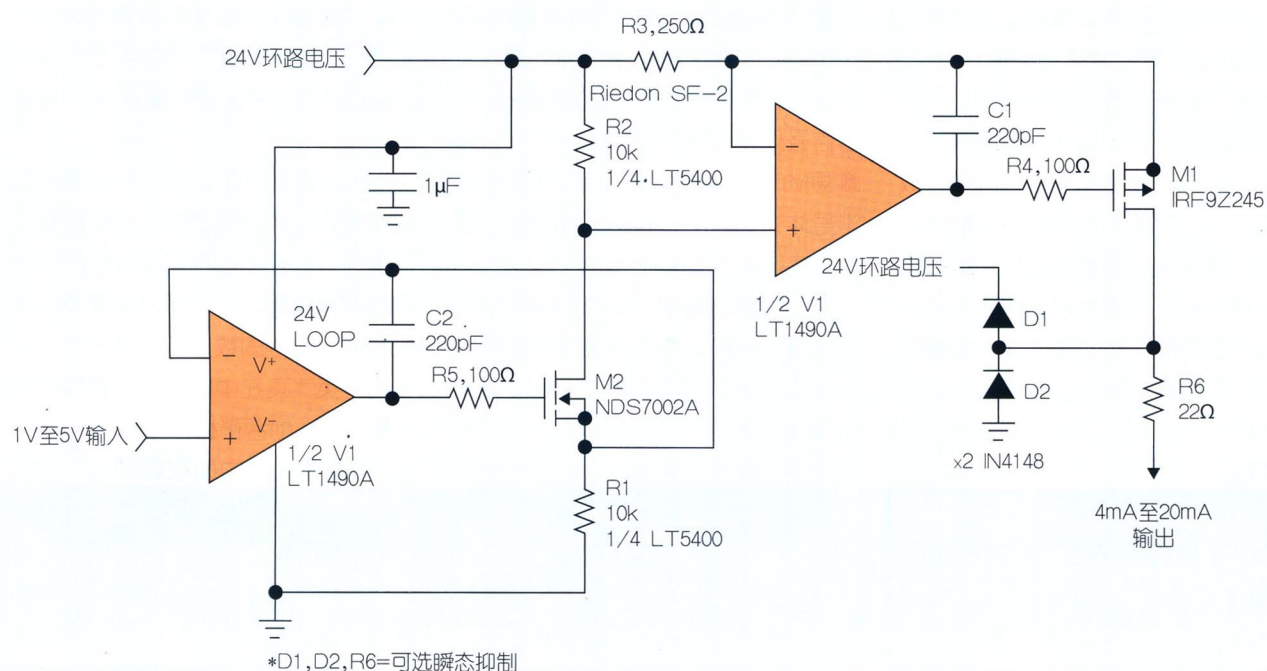 R3,250Ω
24V环路电压
Riedon SF-2
R2
10k
1/4 LT5400
C1
220pF
1μF
R4,100Ω
M1
IRF9Z245
24V环路电压
1/2 V1
LT1490A
D1
24V
LOOP
C2
220pF
R5,100Ω
M2
NDS7002A
D2
R6
22Ω
1V至5V输入
V+
V-
1/2 V1
LT1490A
x2 IN4148
R1
10k
1/4 LT5400
4mA至20mA
输出
*D1,D2,R6=可选瞬态抑制